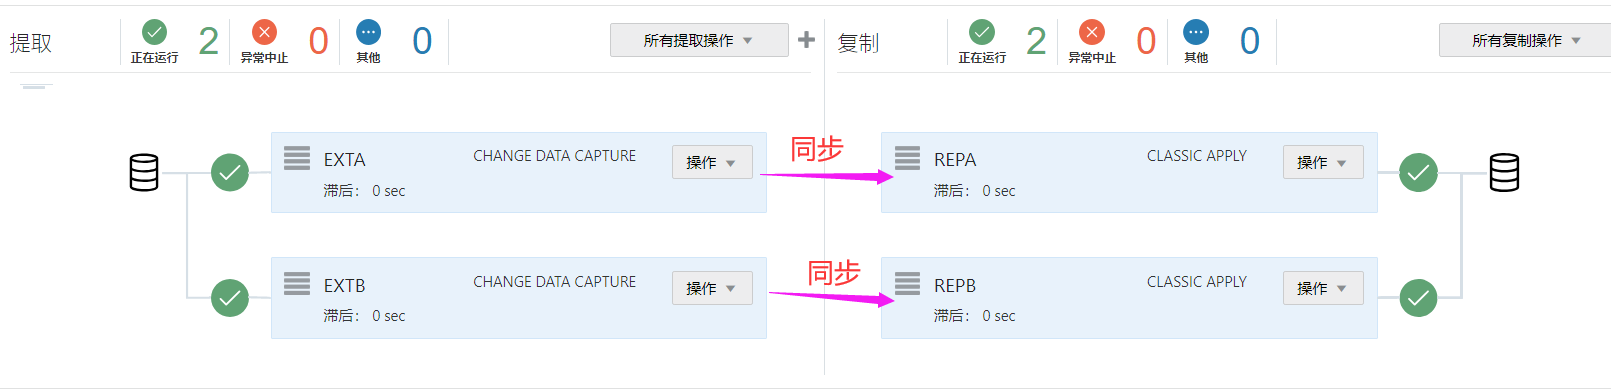 提取
正在运行 2
异常中止 0
其他 0
所有提取操作
复制
正在运行 2
异常中止 0
其他 0
所有复制操作
EXTA CHANGE DATA CAPTURE 操作
滞后： 0 sec
同步
REPA CLASSIC APPLY 操作
滞后： 0 sec
EXTB CHANGE DATA CAPTURE 操作
滞后： 0 sec
同步
REPB CLASSIC APPLY 操作
滞后： 0 sec